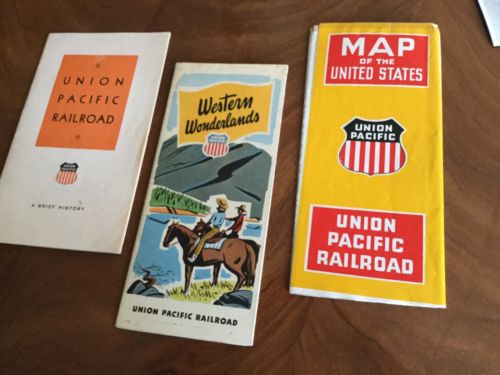 UNION
PACIFIC
RAILROAD
UNION
PACIFIC
A BRIEF HISTORY
Western
Wonderlands
UNION
PACIFIC
UNION PACIFIC RAILROAD
MAP
OF THE
UNITED STATES
UNION
PACIFIC
UNION
PACIFIC
RAILROAD